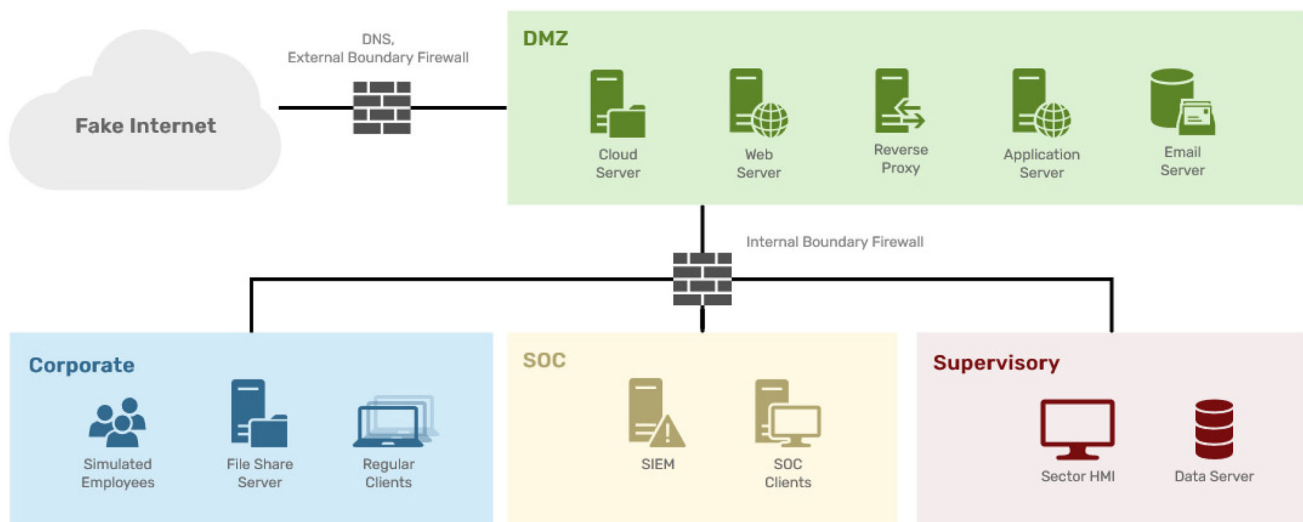 Fake Internet
DNS,
External Boundary Firewall
DMZ
Cloud
Server
Web
Server
Reverse
Proxy
Application
Server
Email
Server
Internal Boundary Firewall
Corporate
Simulated
Employees
File Share
Server
Regular
Clients
SOC
SIEM
SOC
Clients
Supervisory
Sector HMI
Data Server